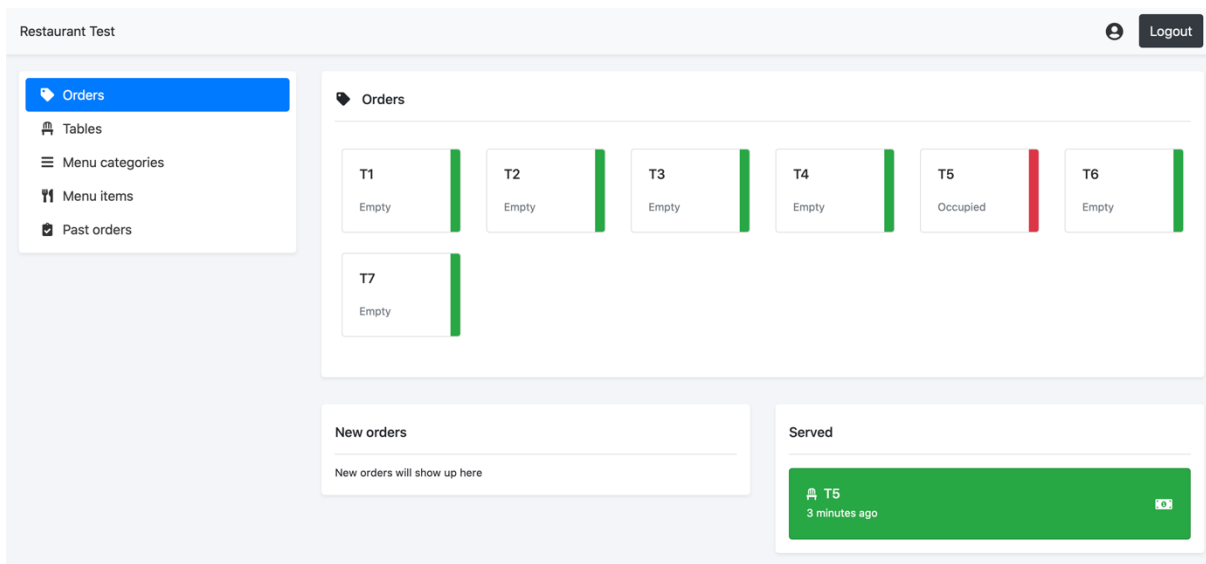 Restaurant Test
Logout
Orders
Tables
Menu categories
Menu items
Past orders
Orders
T1
Empty
T2
Empty
T3
Empty
T4
Empty
T5
Occupied
T6
Empty
T7
Empty
New orders
New orders will show up here
Served
T5
3 minutes ago